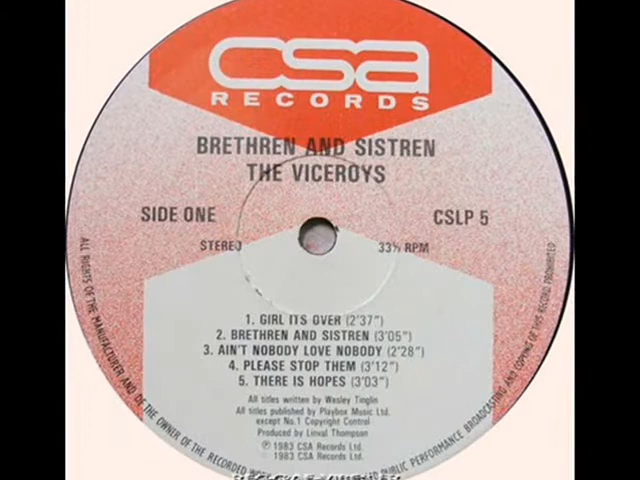 csa
RECORDS
BRETHREN AND SISTREN
THE VICEROYS
SIDE ONE
CSLP 5
STEREO
33⅓ RPM
1. GIRL ITS OVER (2'37")
2. BRETHREN AND SISTREN (3'05")
3. AIN'T NOBODY LOVE NOBODY (2'28")
4. PLEASE STOP THEM (3'12")
5. THERE IS HOPES (3'03")
All titles written by Wesley Tinglin
All titles published by Playbox Music Ltd.
except No.1 Copyright Control
Produced by Linval Thompson
℗ 1983 CSA Records Ltd.
© 1983 CSA Records Ltd.
ALL RIGHTS OF THE MANUFACTURER AND OF THE OWNER OF THE RECORDED
PUBLIC PERFORMANCE BROADCASTING AND COPYING OF THIS RECORD PROHIBITED